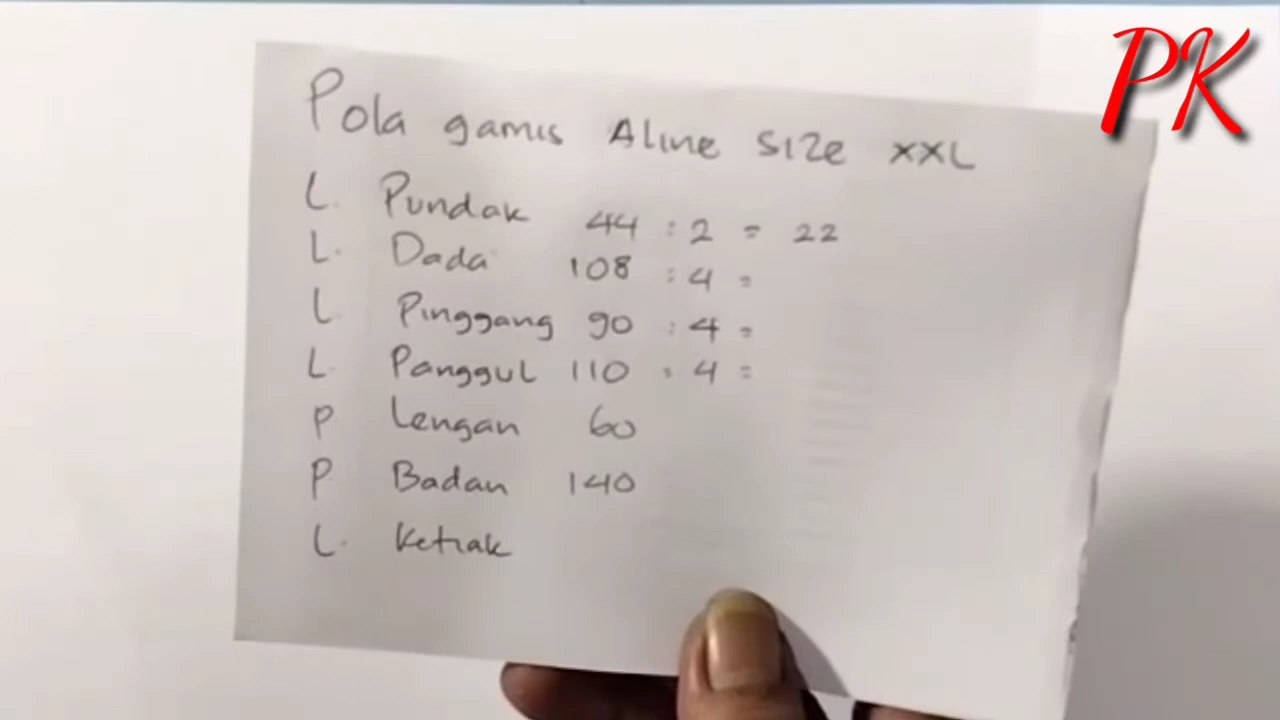 PK
Pola gamis Aline size XXL
L. Pundak 44 : 2 = 22
L. Dada 108 : 4 =
L Pinggang 90 : 4 =
L. Panggul 110 : 4 =
P Lengan 60
P Badan 140
L. Ketiak